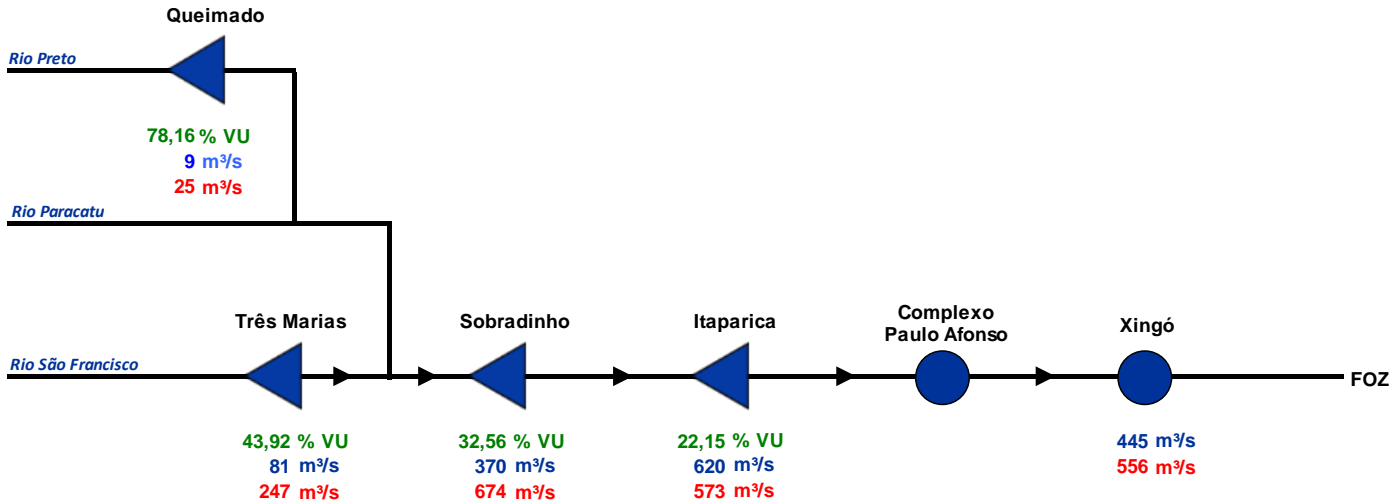 Queimado
Rio Preto
78,16 % VU
9 m³/s
25 m³/s
Rio Paracatu
Três Marias
Sobradinho
Itaparica
Complexo
Paulo Afonso
Xingó
Rio São Francisco
FOZ
43,92 % VU
81 m³/s
247 m³/s
32,56 % VU
370 m³/s
674 m³/s
22,15 % VU
620 m³/s
573 m³/s
445 m³/s
556 m³/s